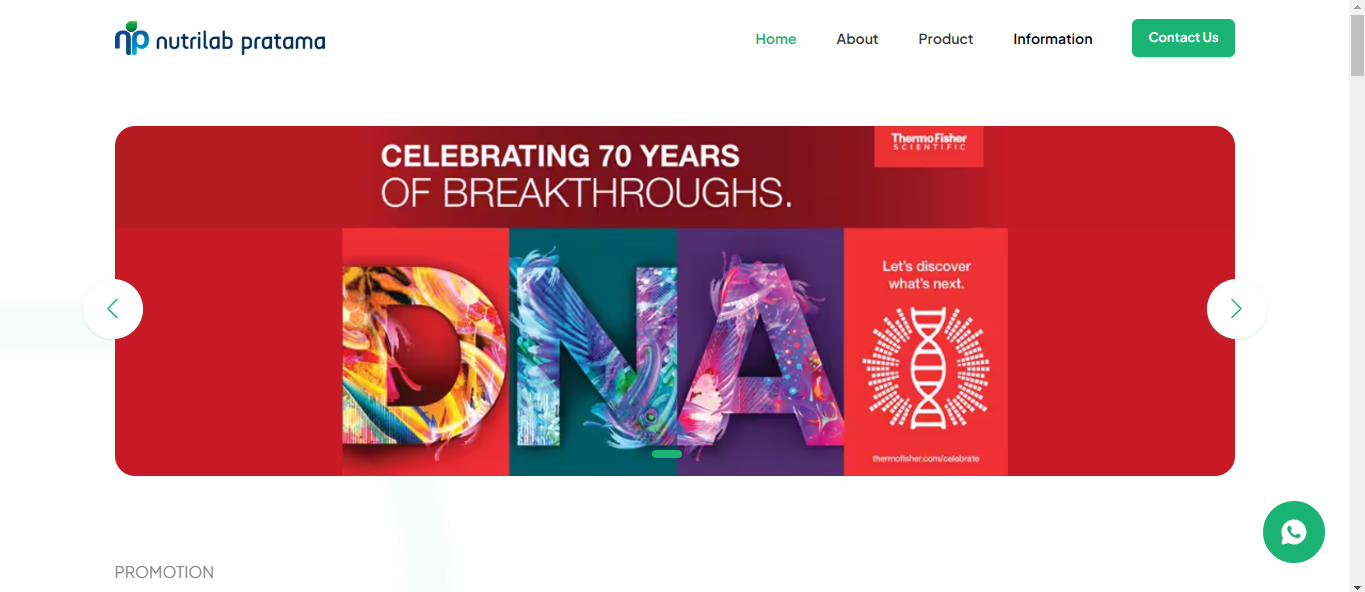 np nutrilab pratama
Home
About
Product
Information
Contact Us
ThermoFisher
SCIENTIFIC
CELEBRATING 70 YEARS
OF BREAKTHROUGHS.
DNA
Let's discover
what's next.
thermofisher.com/celebrate
PROMOTION